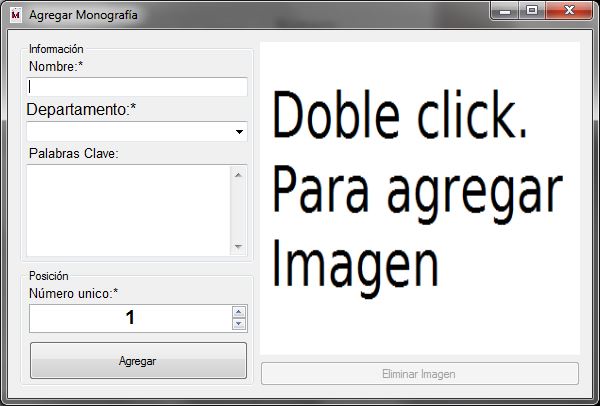 Agregar Monografía
Información
Nombre:*
Departamento:*
Palabras Clave:
Posición
Número unico:*
1
Agregar
Doble click.
Para agregar
Imagen
Eliminar Imagen